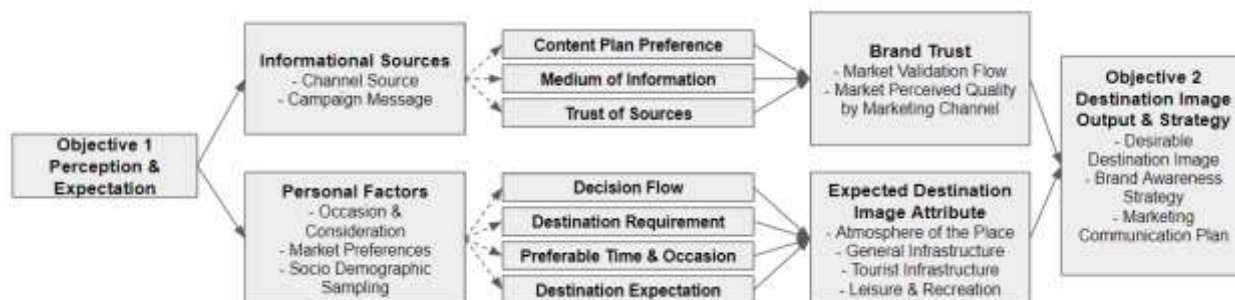 Objective 1
Perception &
Expectation
Informational Sources
- Channel Source
- Campaign Message
Personal Factors
- Occasion &
Consideration
- Market Preferences
- Socio Demographic
Sampling
Content Plan Preference
Medium of Information
Trust of Sources
Decision Flow
Destination Requirement
Preferable Time & Occasion
Destination Expectation
Brand Trust
- Market Validation Flow
- Market Perceived Quality
by Marketing Channel
Expected Destination
Image Attribute
- Atmosphere of the Place
- General Infrastructure
- Tourist Infrastructure
- Leisure & Recreation
Objective 2
Destination Image
Output & Strategy
- Desirable
Destination Image
- Brand Awareness
Strategy
- Marketing
Communication Plan